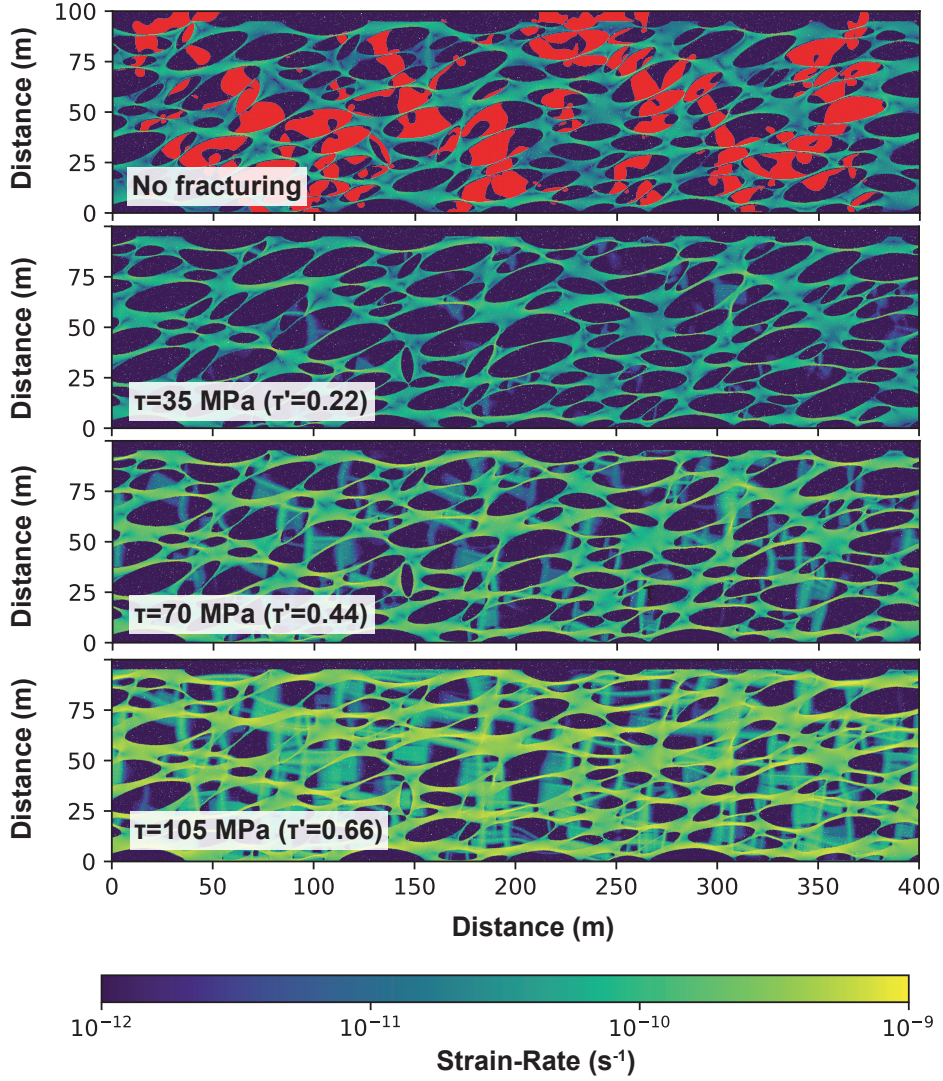 100
75
50
25
0
Distance (m)
No fracturing
75
50
25
0
Distance (m)
τ=35 MPa (τ'=0.22)
75
50
25
0
Distance (m)
τ=70 MPa (τ'=0.44)
75
50
25
0
Distance (m)
τ=105 MPa (τ'=0.66)
0 50 100 150 200 250 300 350 400
Distance (m)
10⁻¹² 10⁻¹¹ 10⁻¹⁰ 10⁻⁹
Strain-Rate (s⁻¹)